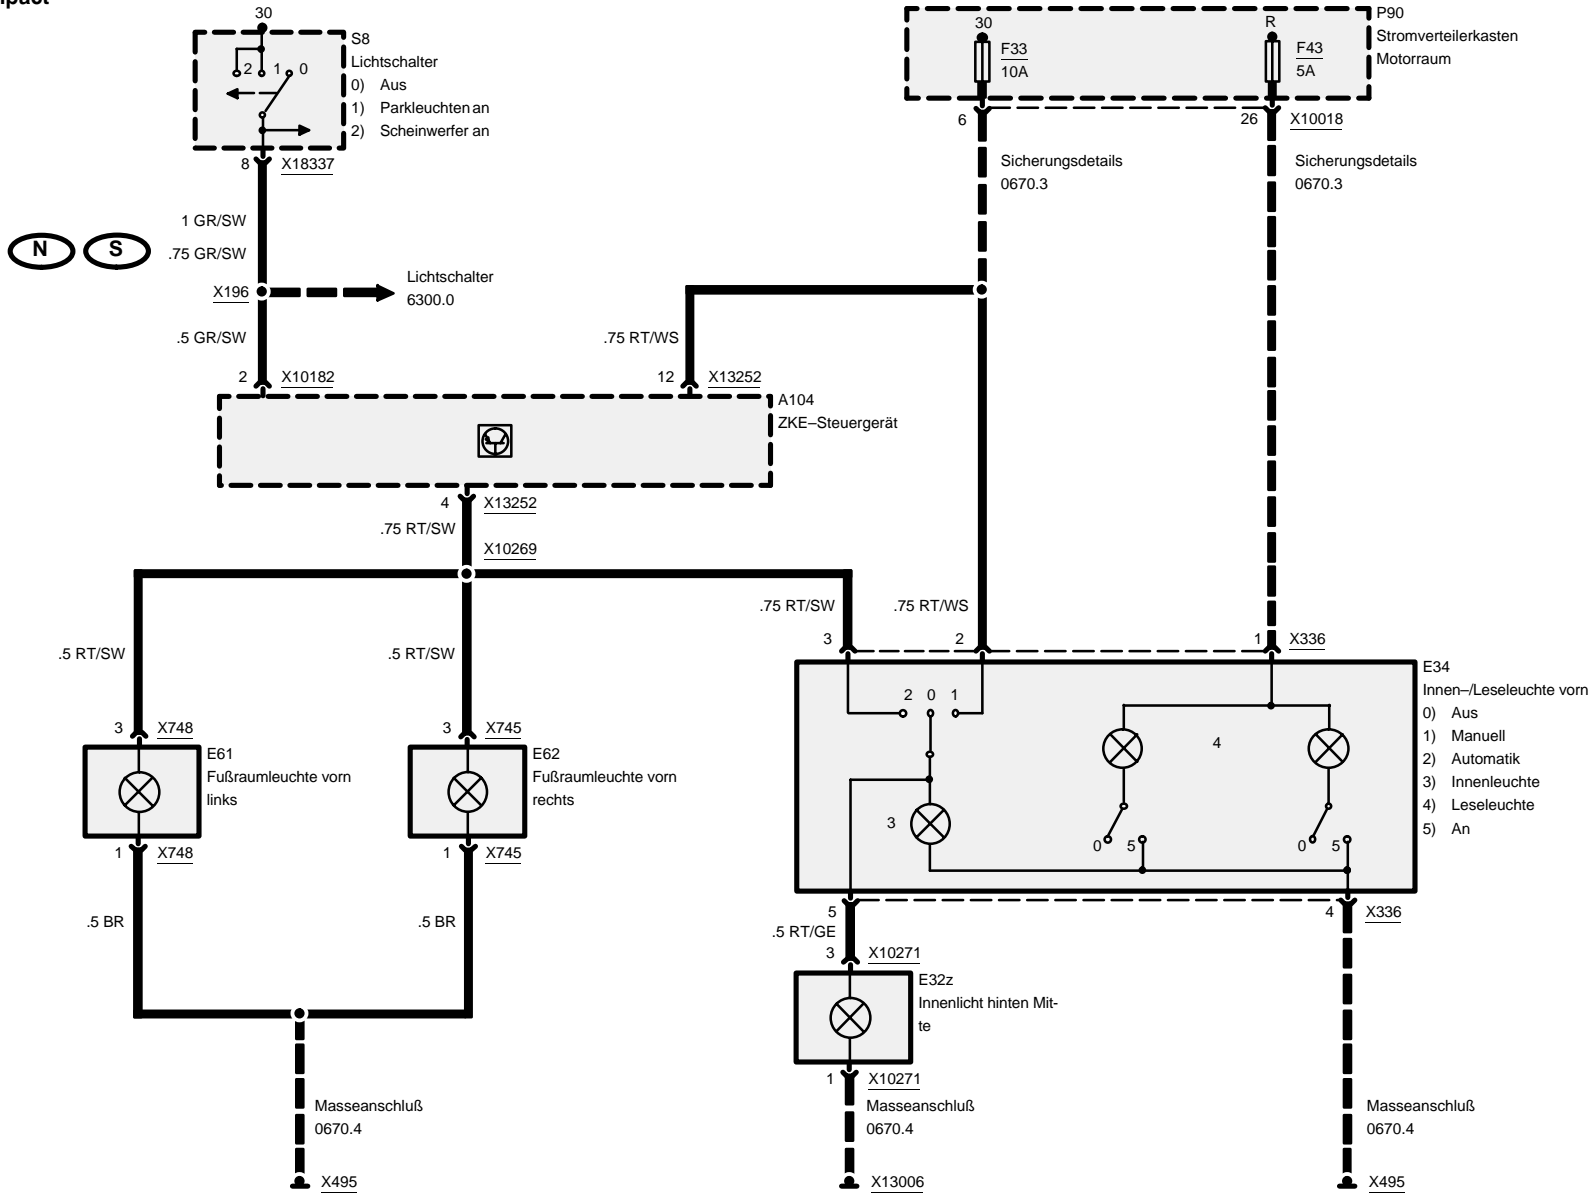 30
S8
Lichtschalter
0) Aus
1) Parkleuchten an
2) Scheinwerfer an
2 1 0
8 X18337
1 GR/SW
N S
.75 GR/SW
X196
Lichtschalter
6300.0
.5 GR/SW
2 X10182
30
F33
10A
R
F43
5A
P90
Stromverteilerkasten
Motorraum
6
26 X10018
Sicherungsdetails
0670.3
Sicherungsdetails
0670.3
.75 RT/WS
12 X13252
A104
ZKE–Steuergerät
4 X13252
.75 RT/SW
X10269
.5 RT/SW
.5 RT/SW
.75 RT/SW
.75 RT/WS
3 2 1 X336
3 X748
E61
Fußraumleuchte vorn
links
1 X748
.5 BR
3 X745
E62
Fußraumleuchte vorn
rechts
1 X745
.5 BR
E34
Innen–/Leseleuchte vorn
0) Aus
1) Manuell
2) Automatik
3) Innenleuchte
4) Leseleuchte
5) An
2 0 1
4
3
0 5
0 5
5
4 X336
.5 RT/GE
3 X10271
E32z
Innenlicht hinten Mit-
te
1 X10271
Masseanschluß
0670.4
X495
Masseanschluß
0670.4
X13006
Masseanschluß
0670.4
X495